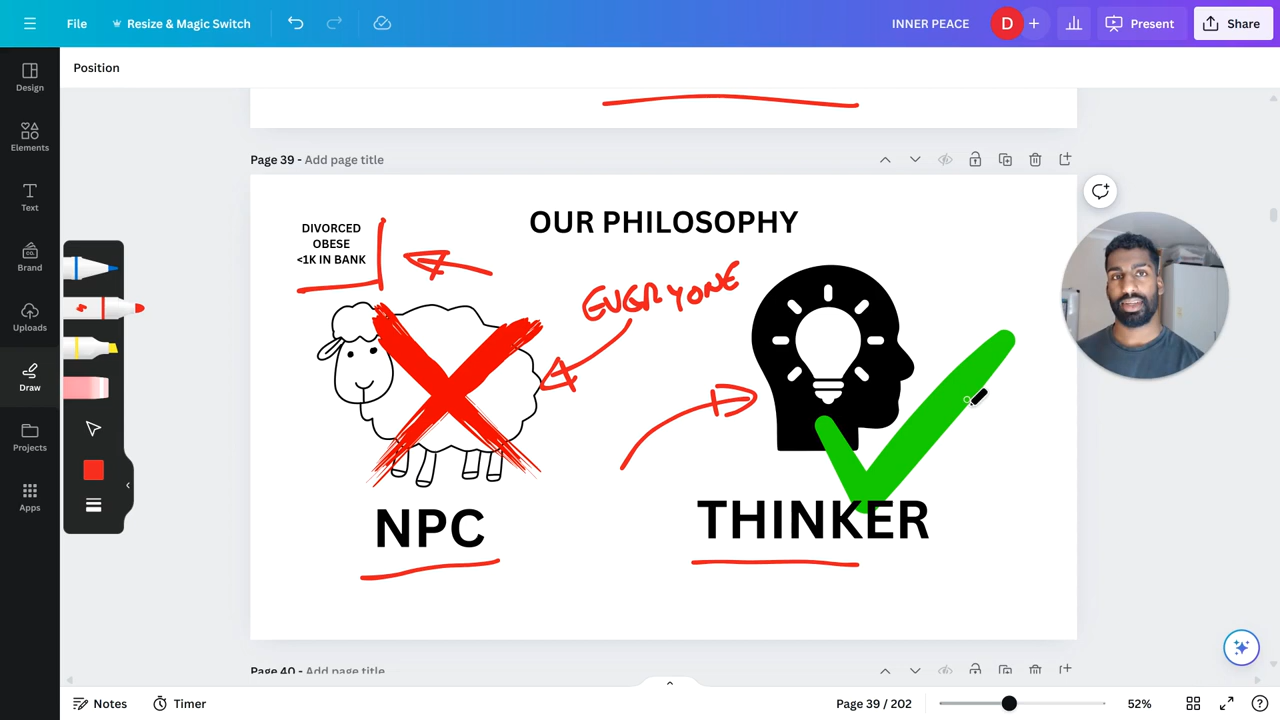 File
Resize & Magic Switch
INNER PEACE
D
Present
Share
Position
Design
Elements
Text
Brand
Uploads
Draw
Projects
Apps
Page 39 - Add page title
OUR PHILOSOPHY
DIVORCED
OBESE
<1K IN BANK
EVERYONE
NPC
THINKER
Page 40 - Add page title
Notes
Timer
Page 39 / 202
52%